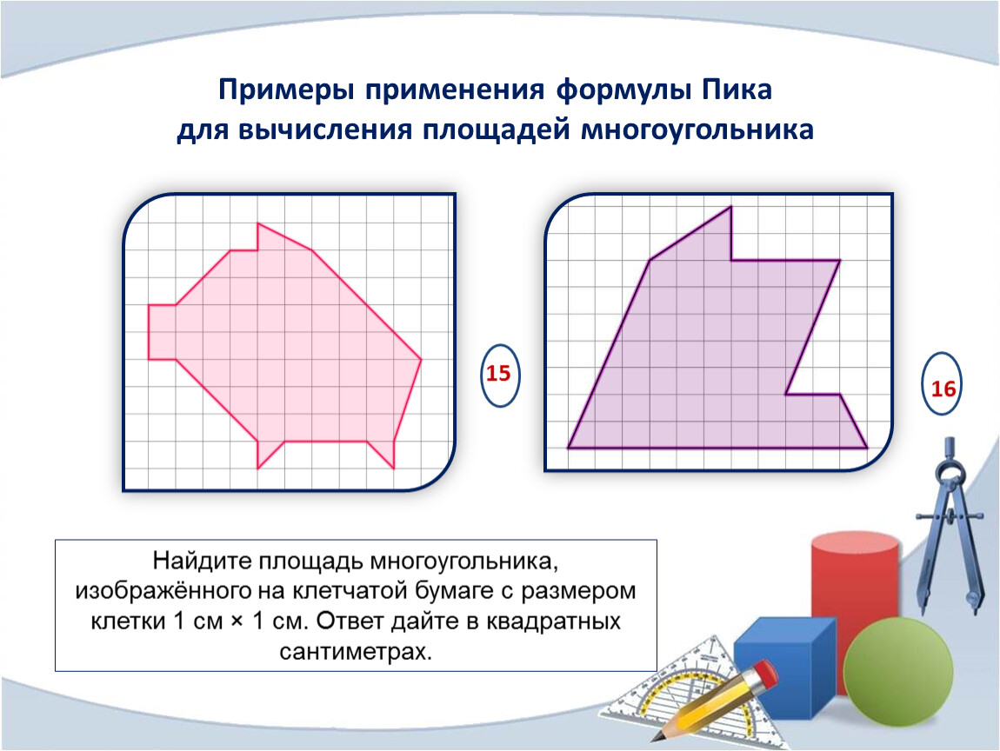 Примеры применения формулы Пика
для вычисления площадей многоугольника
15
16
Найдите площадь многоугольника,
изображённого на клетчатой бумаге с размером
клетки 1 см × 1 см. Ответ дайте в квадратных
сантиметрах.